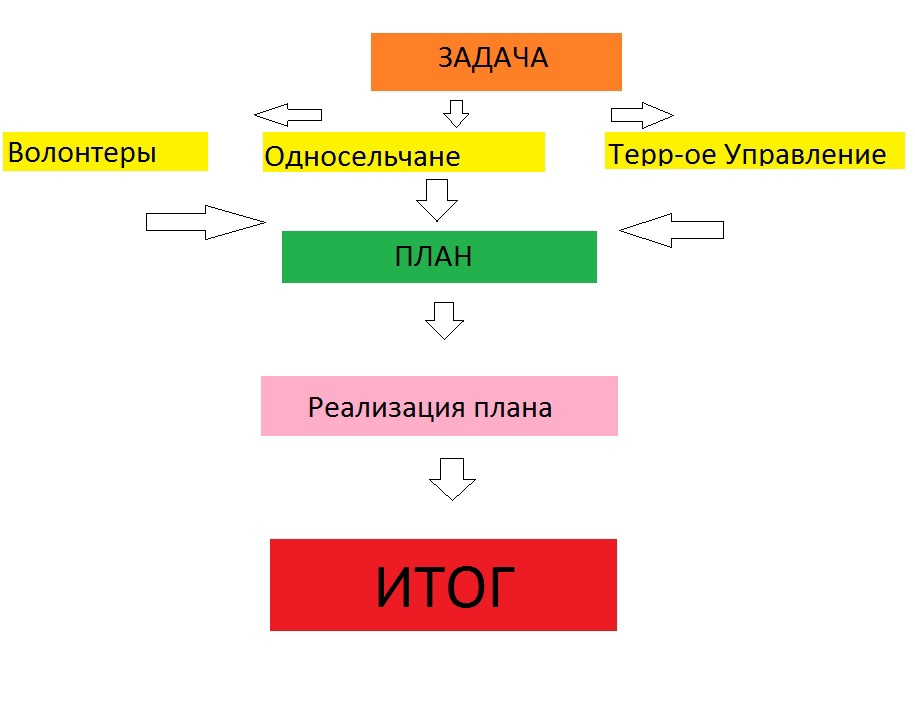 ЗАДАЧА
Волонтеры
Односельчане
Терр-ое Управление
ПЛАН
Реализация плана
ИТОГ